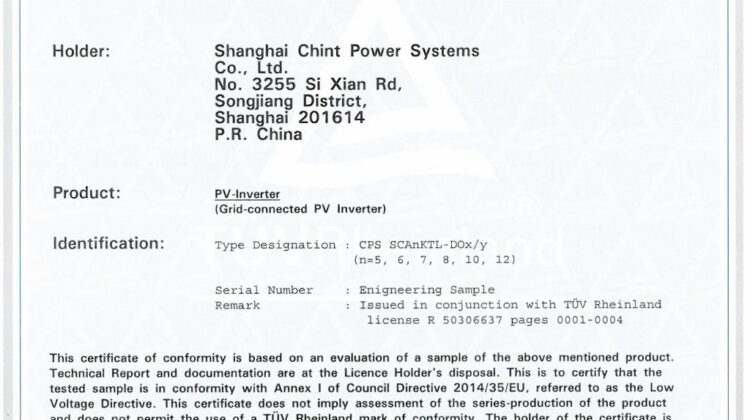 Holder: Shanghai Chint Power Systems
Co., Ltd.
No. 3255 Si Xian Rd,
Songjiang District,
Shanghai 201614
P.R. China
Product: PV-Inverter
(Grid-connected PV Inverter)
Identification: Type Designation : CPS SCAnKTL-DOx/y
(n=5, 6, 7, 8, 10, 12)
TÜVRheinland
®
Serial Number : Enigneering Sample
Remark : Issued in conjunction with TÜV Rheinland
license R 50306637 pages 0001-0004
This certificate of conformity is based on an evaluation of a sample of the above mentioned product.
Technical Report and documentation are at the Licence Holder's disposal. This is to certify that the
tested sample is in conformity with Annex I of Council Directive 2014/35/EU, referred to as the Low
Voltage Directive. This certificate does not imply assessment of the series-production of the product
and does not permit the use of a TÜV Rheinland mark of conformity. The holder of the certificate is